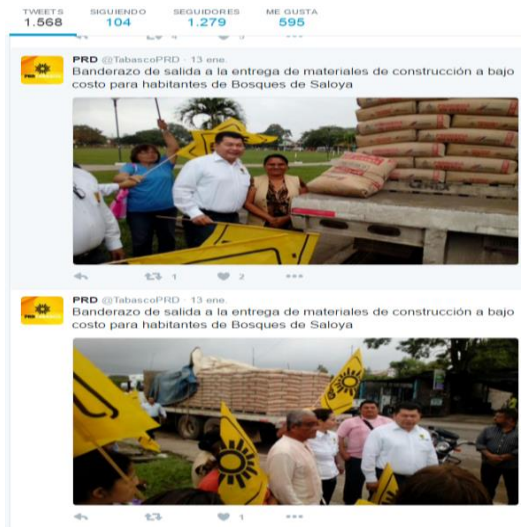 TWEETS SIGUIENDO SEGUIDORES ME GUSTA
1.568 104 1.279 595
PRD @TabascoPRD · 13 ene.
Banderazo de salida a la entrega de materiales de construcción a bajo
costo para habitantes de Bosques de Saloya
1 2
PRD @TabascoPRD · 13 ene.
Banderazo de salida a la entrega de materiales de construcción a bajo
costo para habitantes de Bosques de Saloya
1